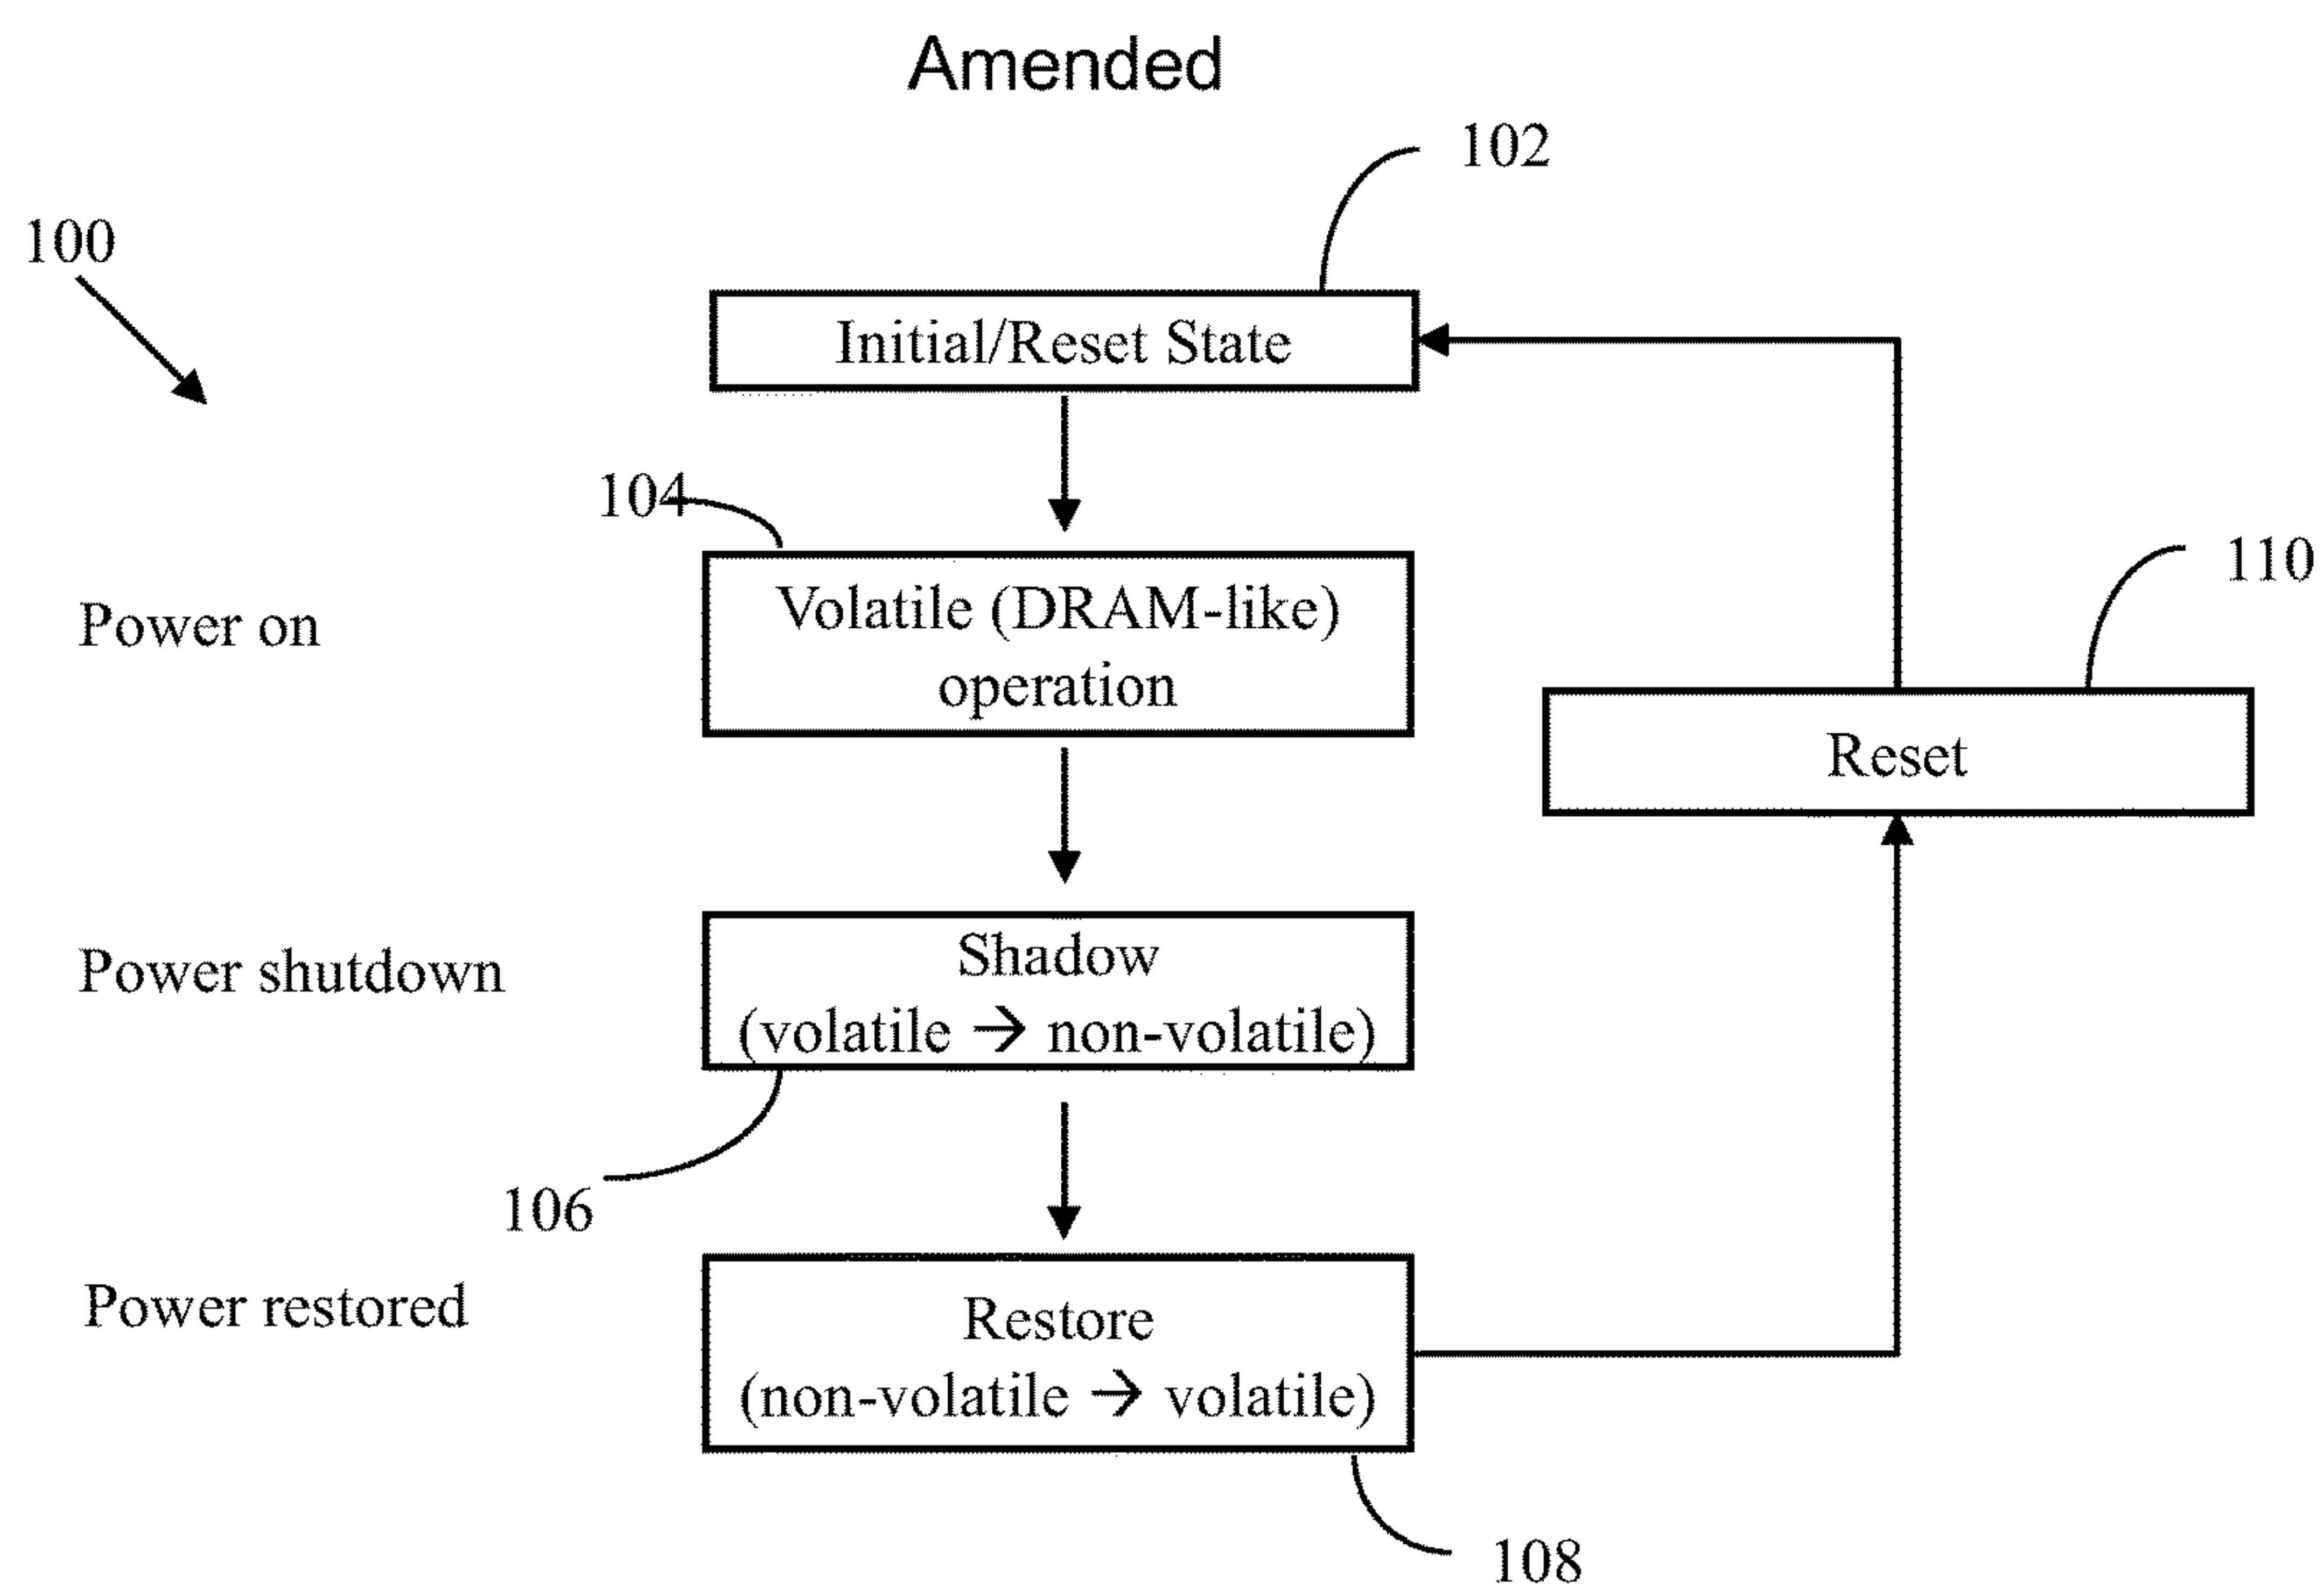 Amended
102
100
Initial/Reset State
104
Volatile (DRAM-like)
operation
Power on
110
Reset
Shadow
(volatile → non-volatile)
Power shutdown
106
Restore
(non-volatile → volatile)
Power restored
108